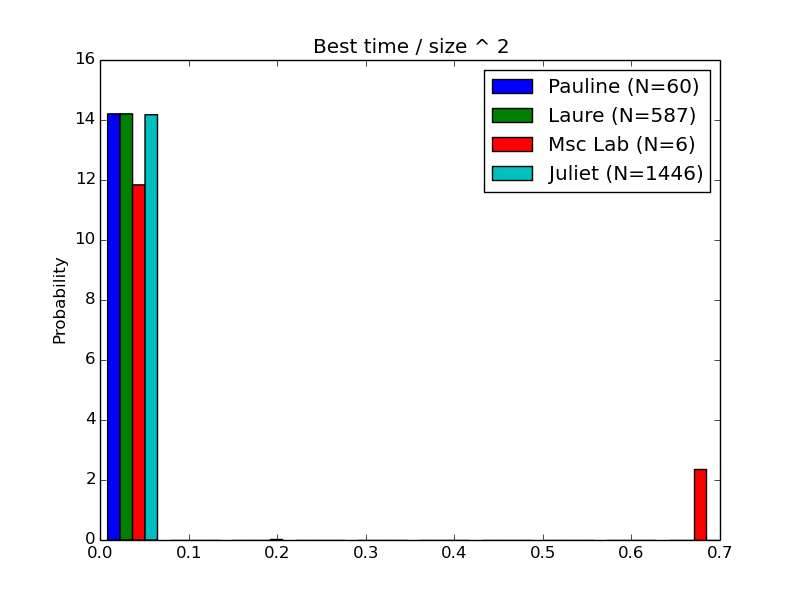 Best time / size ^ 2
16
14
12
10
8
6
4
2
0
Probability
Pauline (N=60)
Laure (N=587)
Msc Lab (N=6)
Juliet (N=1446)
0.0 0.1 0.2 0.3 0.4 0.5 0.6 0.7